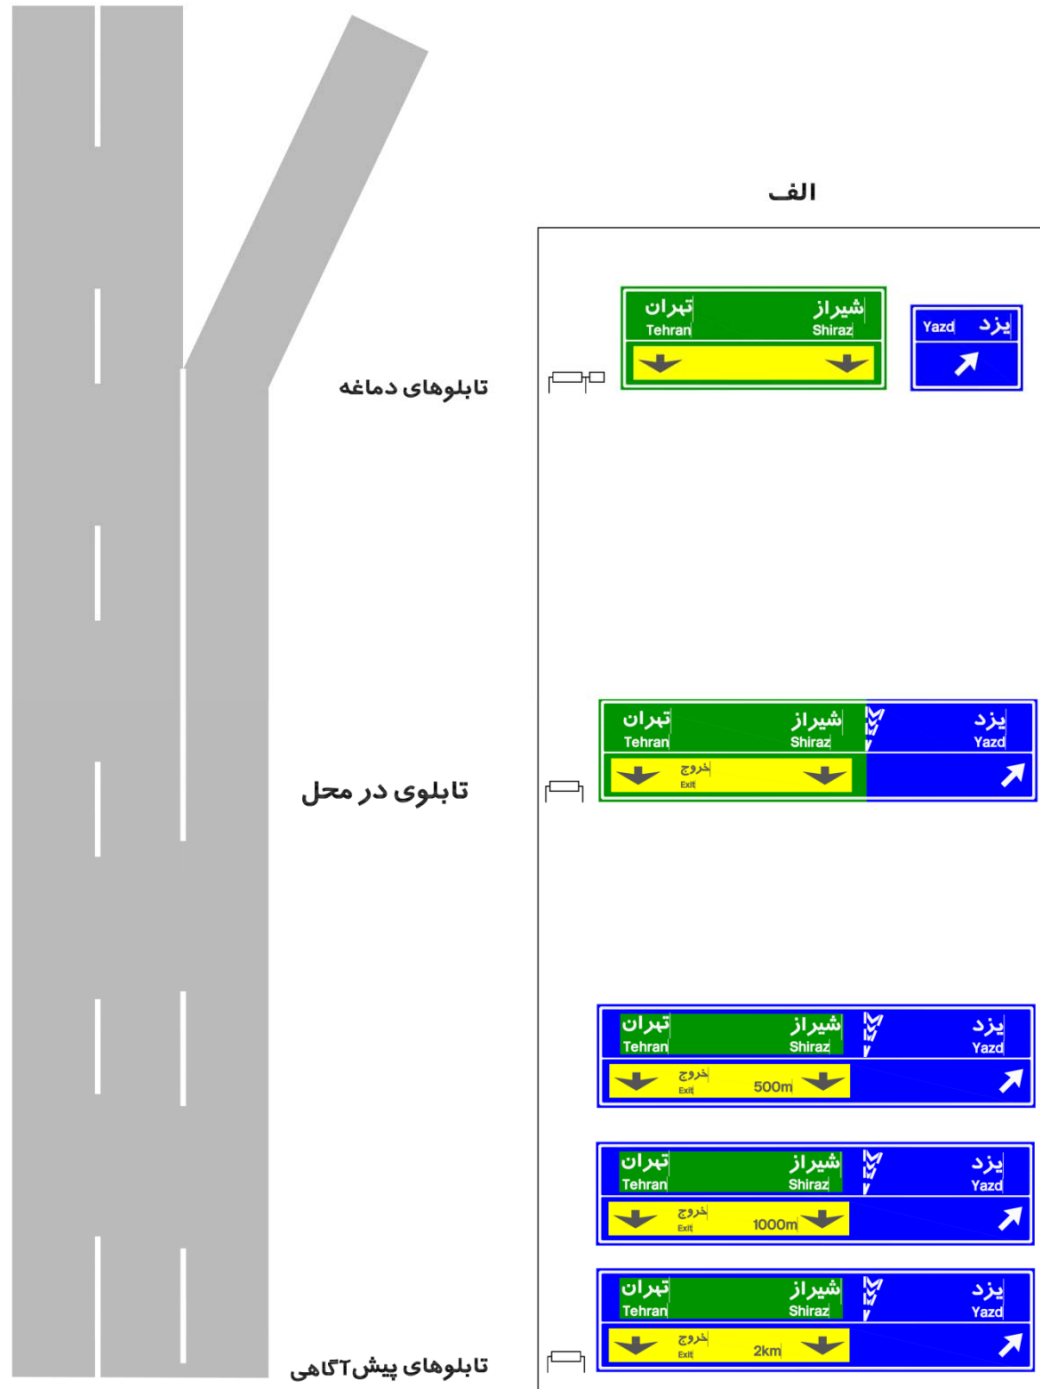 الف
شیراز
تهران
Shiraz
Tehran
یزد
Yazd
تابلوهای دماغه
یزد
شیراز
تهران
Yazd
Shiraz
Tehran
خروج
Exit
تابلوی در محل
یزد
شیراز
تهران
Yazd
Shiraz
Tehran
خروج
Exit
500m
یزد
شیراز
تهران
Yazd
Shiraz
Tehran
خروج
Exit
1000m
یزد
شیراز
تهران
Yazd
Shiraz
Tehran
خروج
Exit
2km
تابلوهای پیش‌آگاهی